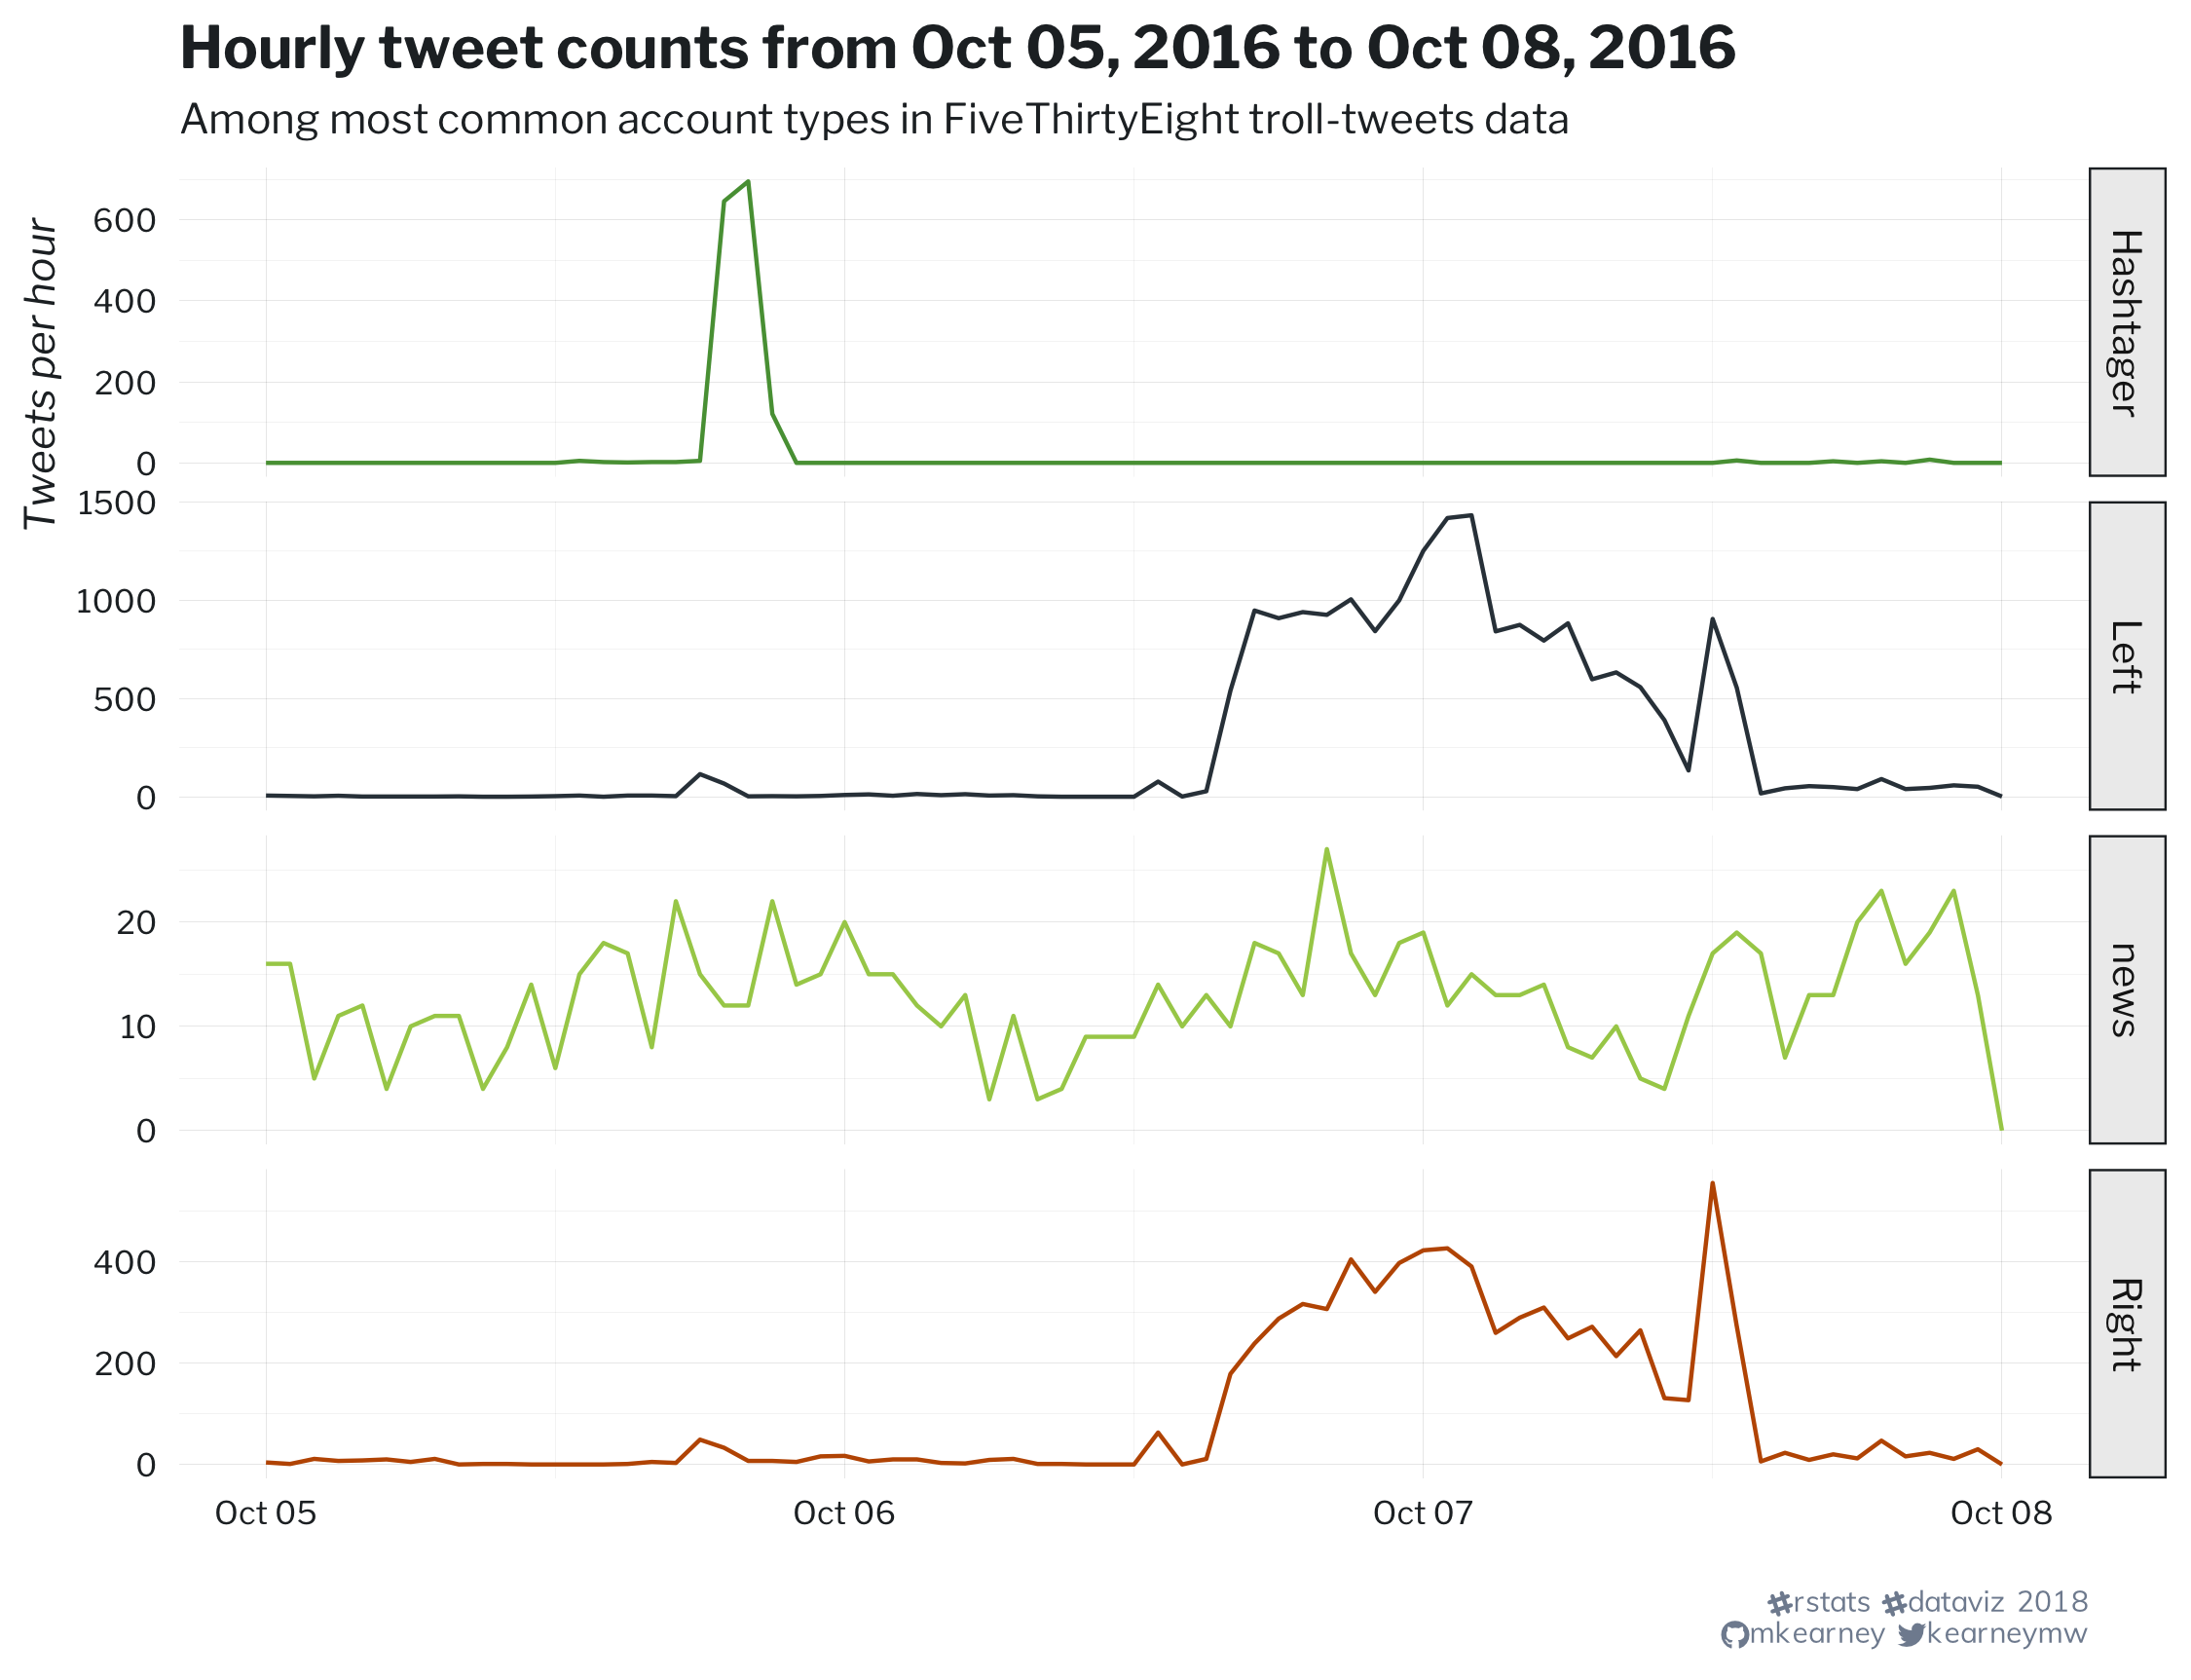 Hourly tweet counts from Oct 05, 2016 to Oct 08, 2016
Among most common account types in FiveThirtyEight troll-tweets data
Tweets per hour
600
400
200
0
Hashtager
1500
1000
500
0
Left
20
10
0
news
400
200
0
Right
Oct 05 Oct 06 Oct 07 Oct 08
#rstats #dataviz 2018
mkearney kearneymw